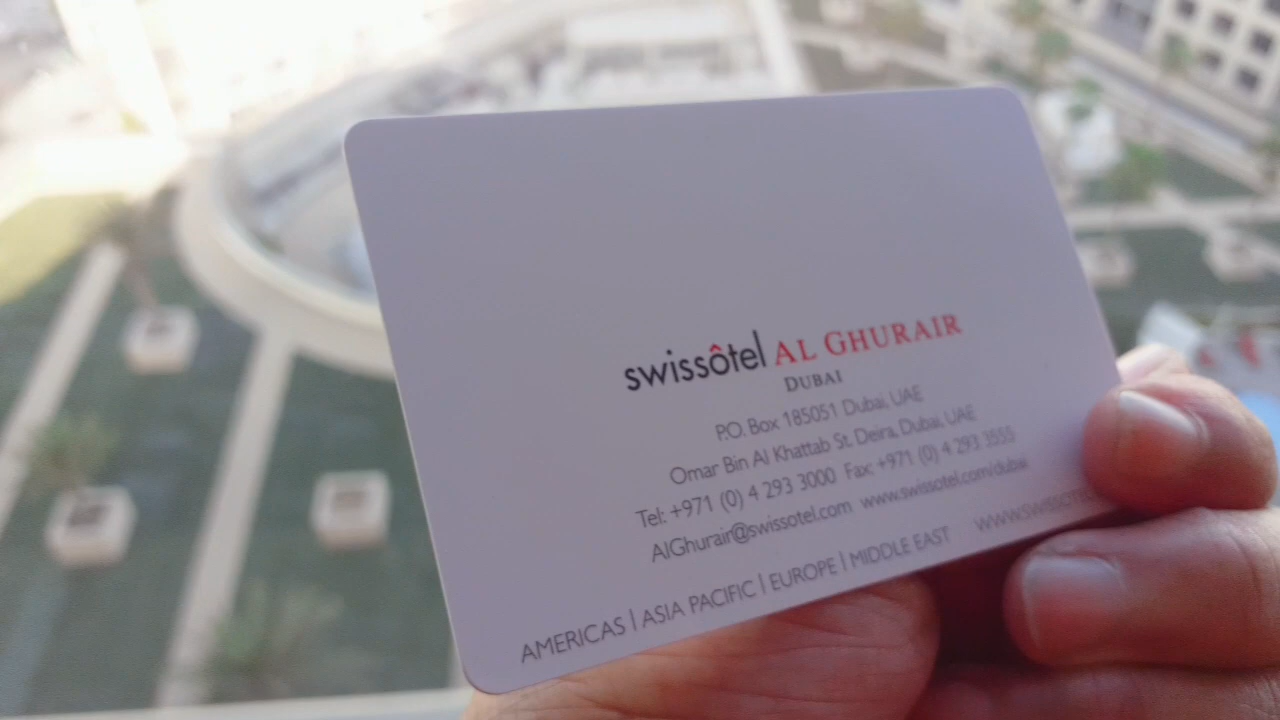 swissôtel AL GHURAIR
DUBAI
P.O. Box 185051 Dubai, UAE
Omar Bin Al Khattab St. Deira, Dubai, UAE
Tel: +971 (0) 4 293 3000 Fax: +971 (0) 4 293 3555
AlGhurair@swissotel.com www.swissotel.com/dubai
AMERICAS | ASIA PACIFIC | EUROPE | MIDDLE EAST